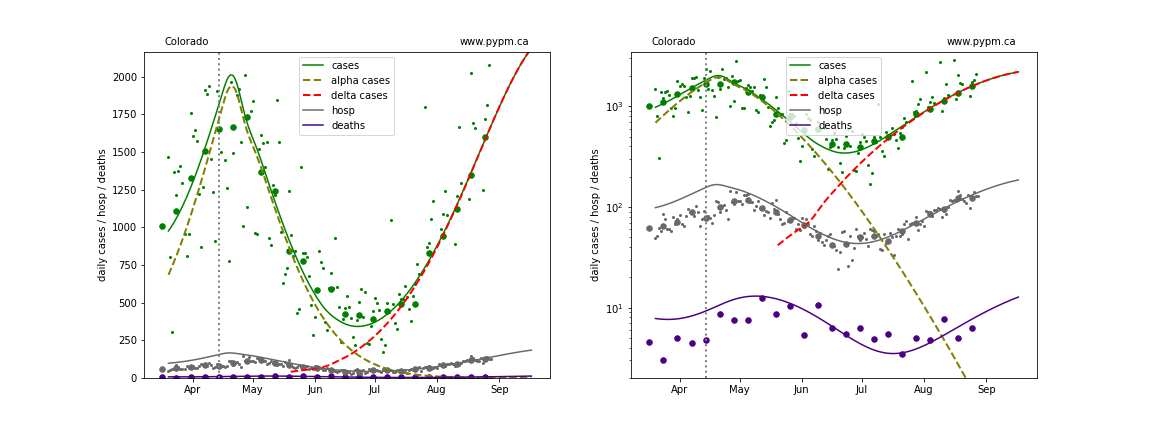 Colorado
www.pypm.ca
daily cases / hosp / deaths
2000
1750
1500
1250
1000
750
500
250
0
cases
alpha cases
delta cases
hosp
deaths
Apr
May
Jun
Jul
Aug
Sep
Colorado
www.pypm.ca
daily cases / hosp / deaths
10³
10²
10¹
cases
alpha cases
delta cases
hosp
deaths
Apr
May
Jun
Jul
Aug
Sep